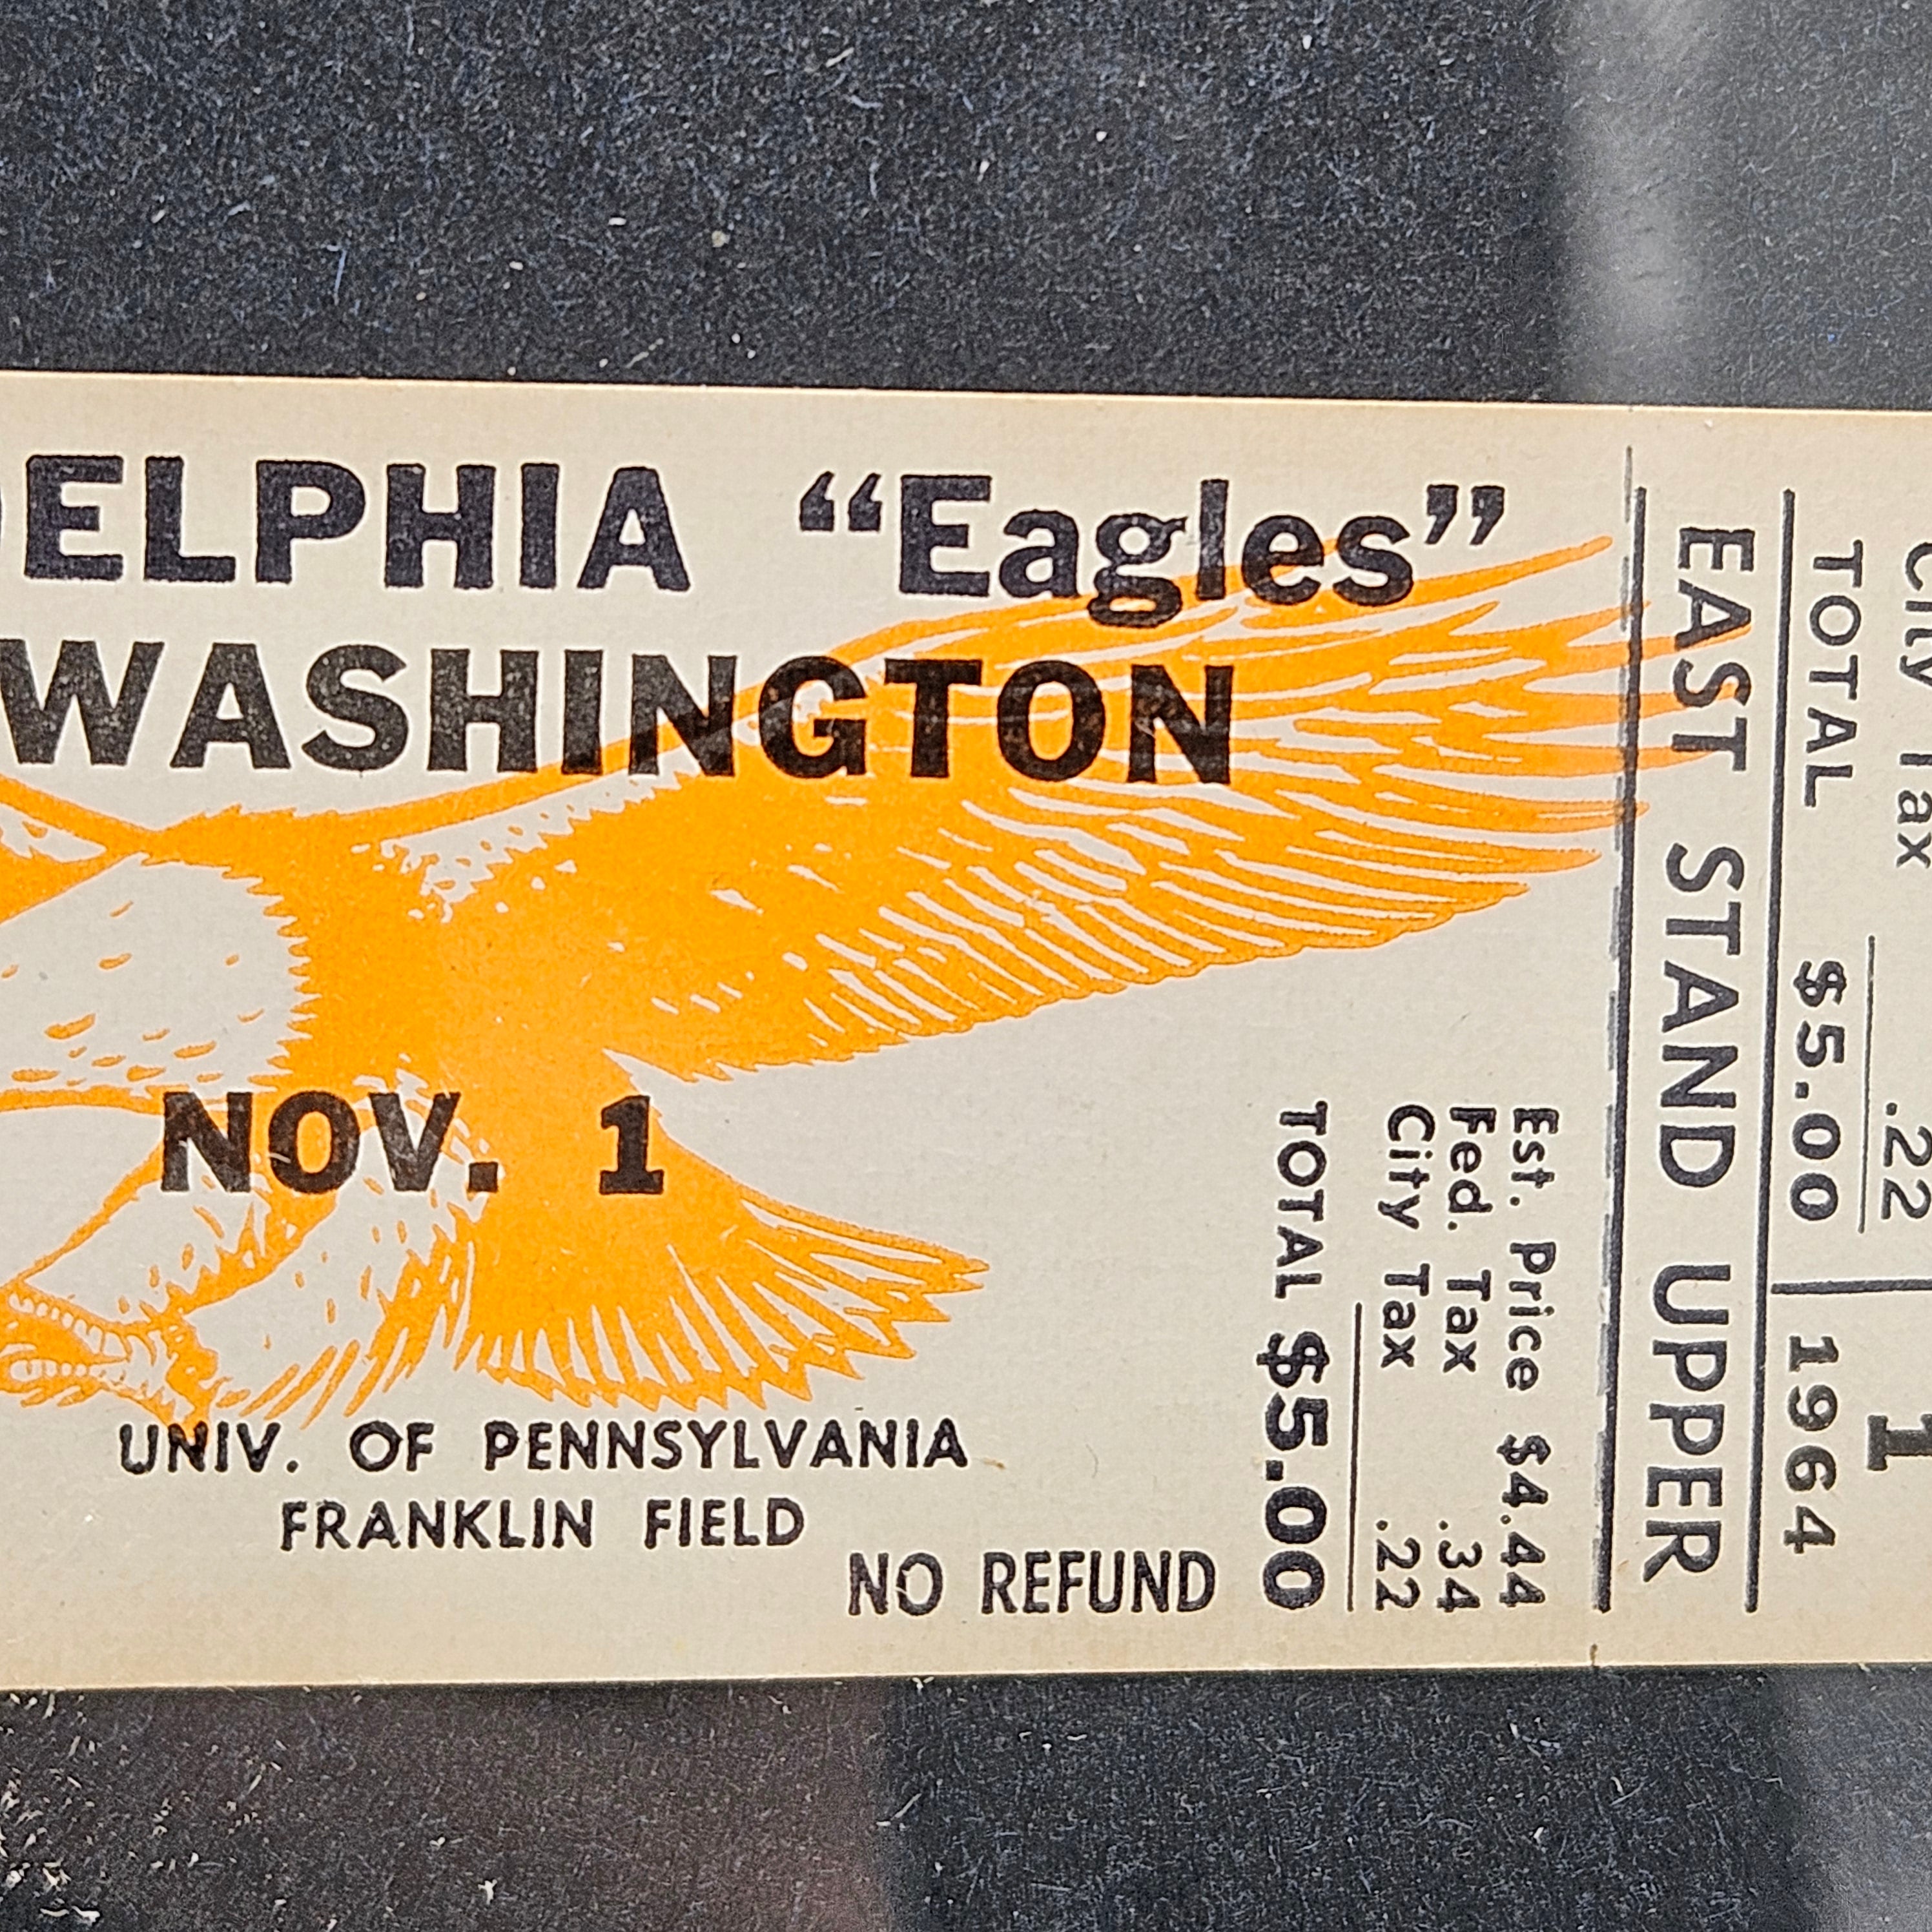 DELPHIA “Eagles”
WASHINGTON
NOV. 1
UNIV. OF PENNSYLVANIA
FRANKLIN FIELD
NO REFUND
Est. Price $4.44
Fed. Tax .34
City Tax .22
TOTAL $5.00
EAST STAND UPPER
City Tax .22
TOTAL $5.00
1
1964